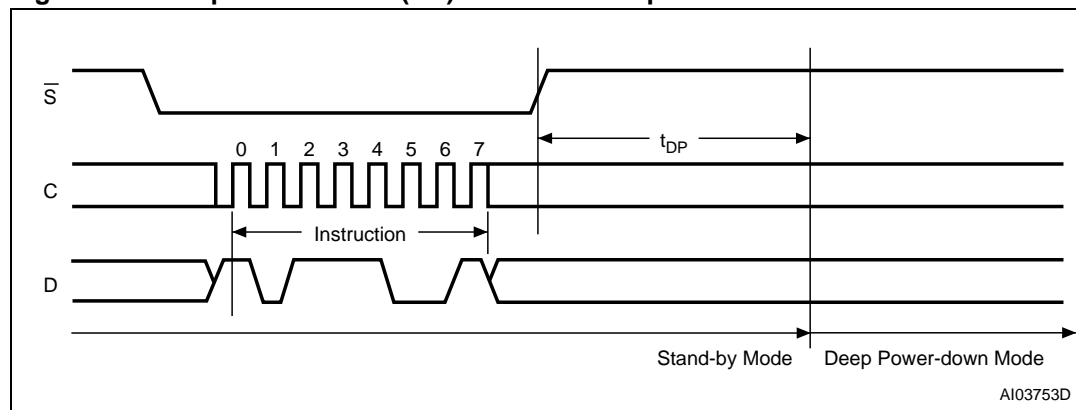 S
0 1 2 3 4 5 6 7
tDP
C
Instruction
D
Stand-by Mode Deep Power-down Mode
AI03753D